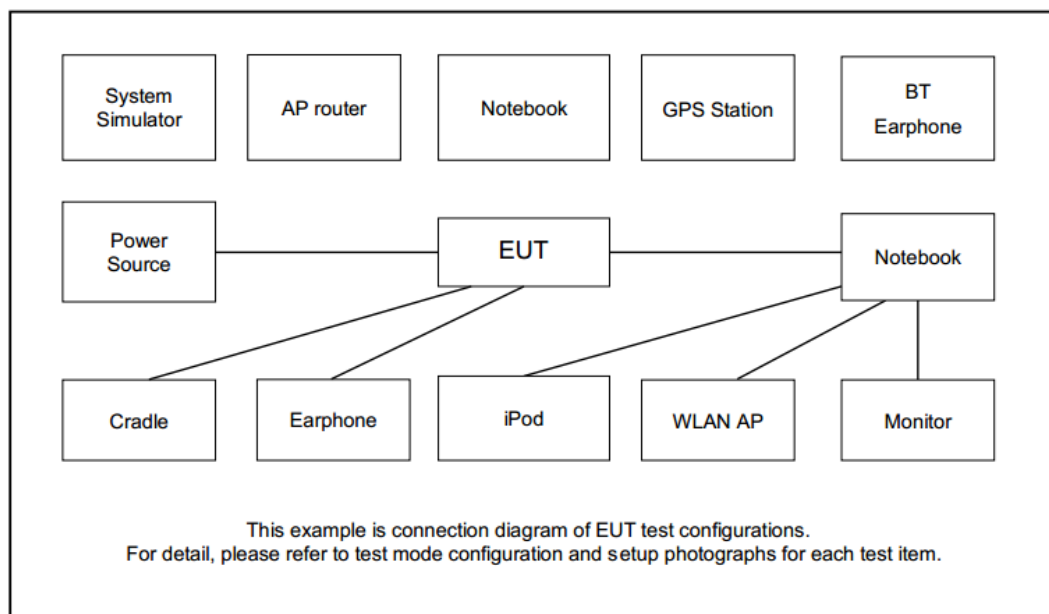 System
Simulator
AP router
Notebook
GPS Station
BT
Earphone
Power
Source
EUT
Notebook
Cradle
Earphone
iPod
WLAN AP
Monitor
This example is connection diagram of EUT test configurations.
For detail, please refer to test mode configuration and setup photographs for each test item.